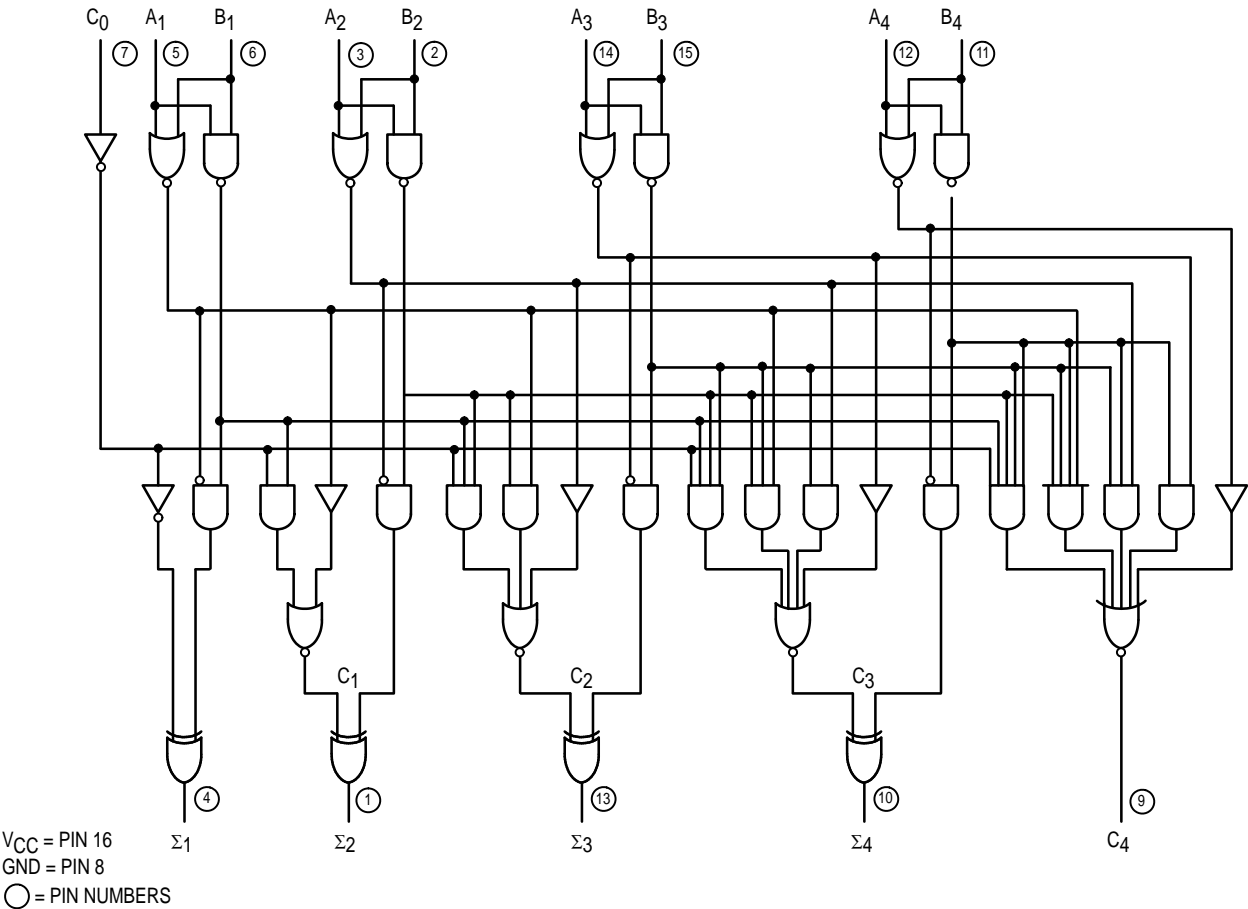 C0 A1 B1 A2 B2 A3 B3 A4 B4
7 5 6 3 2 14 15 12 11
C1 C2 C3
4 1 13 10 9
Σ1 Σ2 Σ3 Σ4 C4
VCC = PIN 16
GND = PIN 8
= PIN NUMBERS